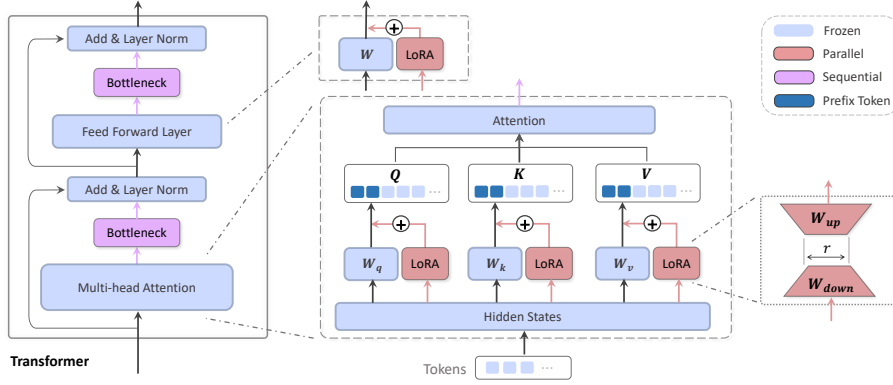 Add & Layer Norm
Bottleneck
Feed Forward Layer
Add & Layer Norm
Bottleneck
Multi-head Attention
Transformer
W
+
LoRA
Attention
Q
K
V
...
...
...
+
+
+
W_q
LoRA
W_k
LoRA
W_v
LoRA
Hidden States
Tokens
...
Frozen
Parallel
Sequential
Prefix Token
W_up
r
W_down